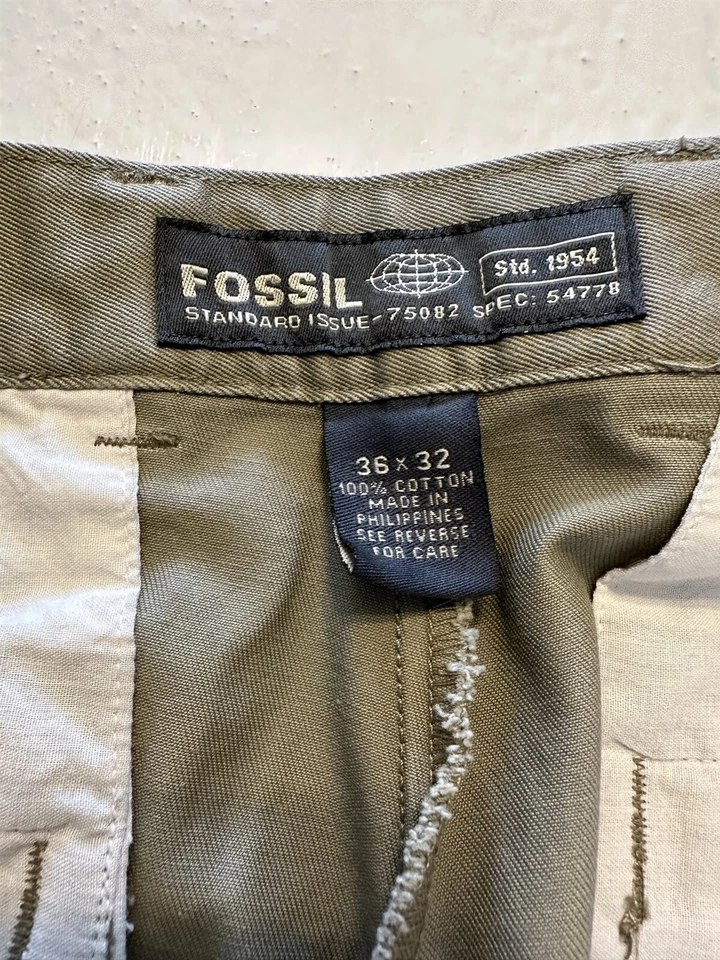 FOSSIL
Std. 1954
STANDARD ISSUE-75082 SPEC: 54778
36 x 32
100% COTTON
MADE IN
PHILIPPINES
SEE REVERSE
FOR CARE